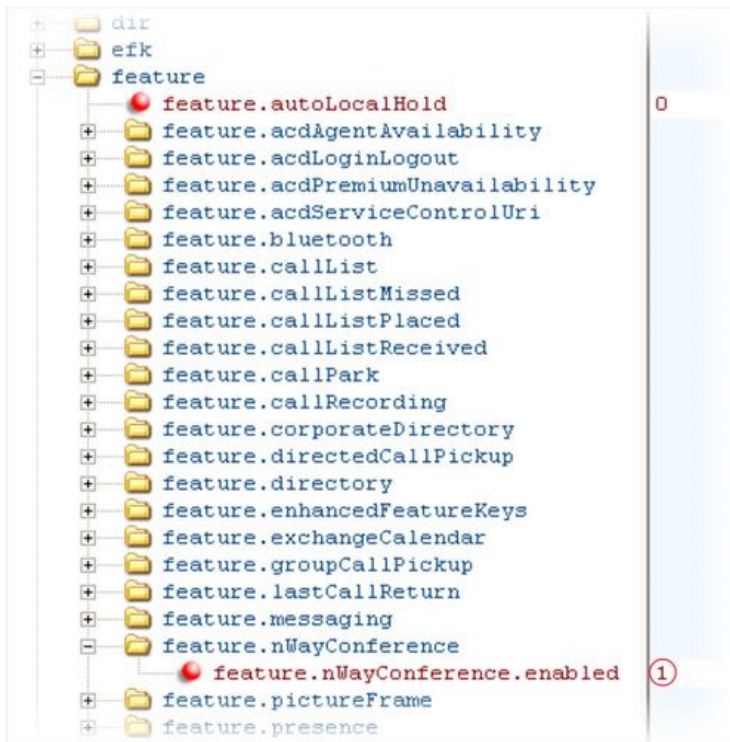 dir
efk
feature
feature.autoLocalHold 0
feature.acdAgentAvailability
feature.acdLoginLogout
feature.acdPremiumUnavailability
feature.acdServiceControlUri
feature.bluetooth
feature.callList
feature.callListMissed
feature.callListPlaced
feature.callListReceived
feature.callPark
feature.callRecording
feature.corporateDirectory
feature.directedCallPickup
feature.directory
feature.enhancedFeatureKeys
feature.exchangeCalendar
feature.groupCallPickup
feature.lastCallReturn
feature.messaging
feature.nWayConference
feature.nWayConference.enabled 1
feature.pictureFrame
feature.presence